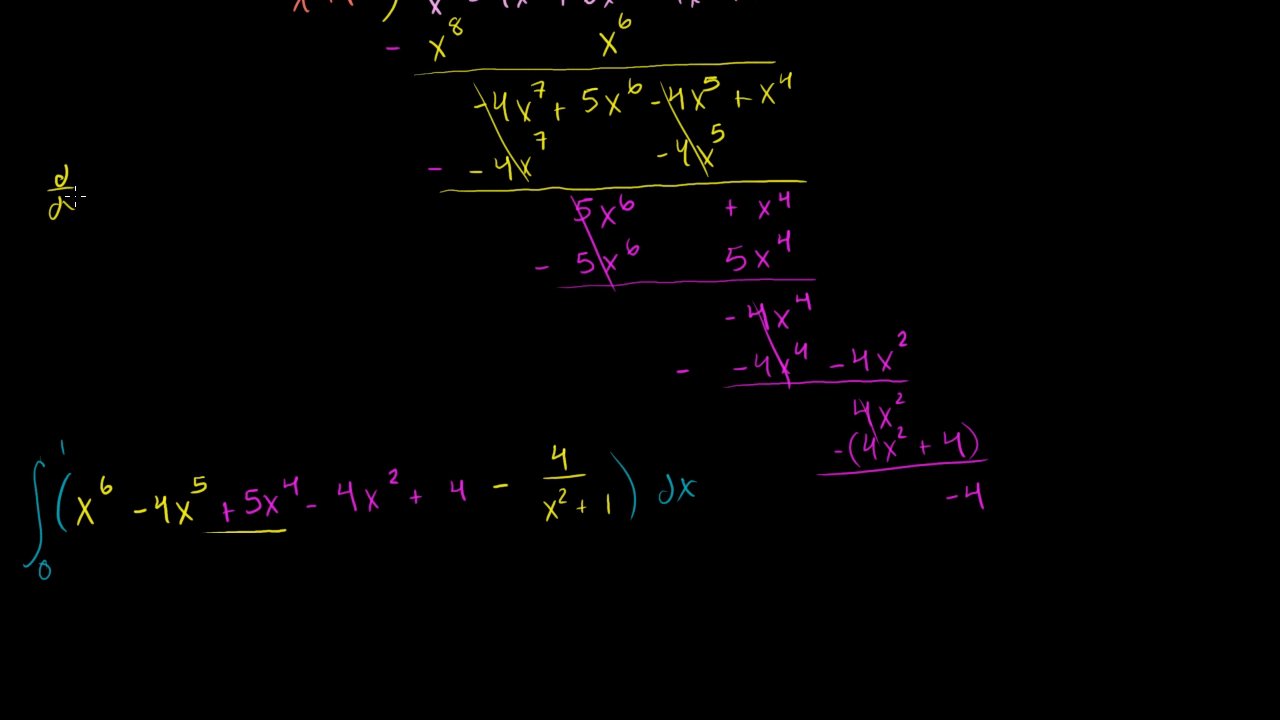 - x⁸ x⁶
-4x⁷ + 5x⁶ - 4x⁵ + x⁴
- -4x⁷ -4x⁵
d/d
5x⁶ + x⁴
- 5x⁶ 5x⁴
-4x⁴
- -4x⁴ - 4x²
4x²
-(4x² + 4)
-4
∫₀¹ (x⁶ - 4x⁵ + 5x⁴ - 4x² + 4 - 4/(x² + 1)) dx